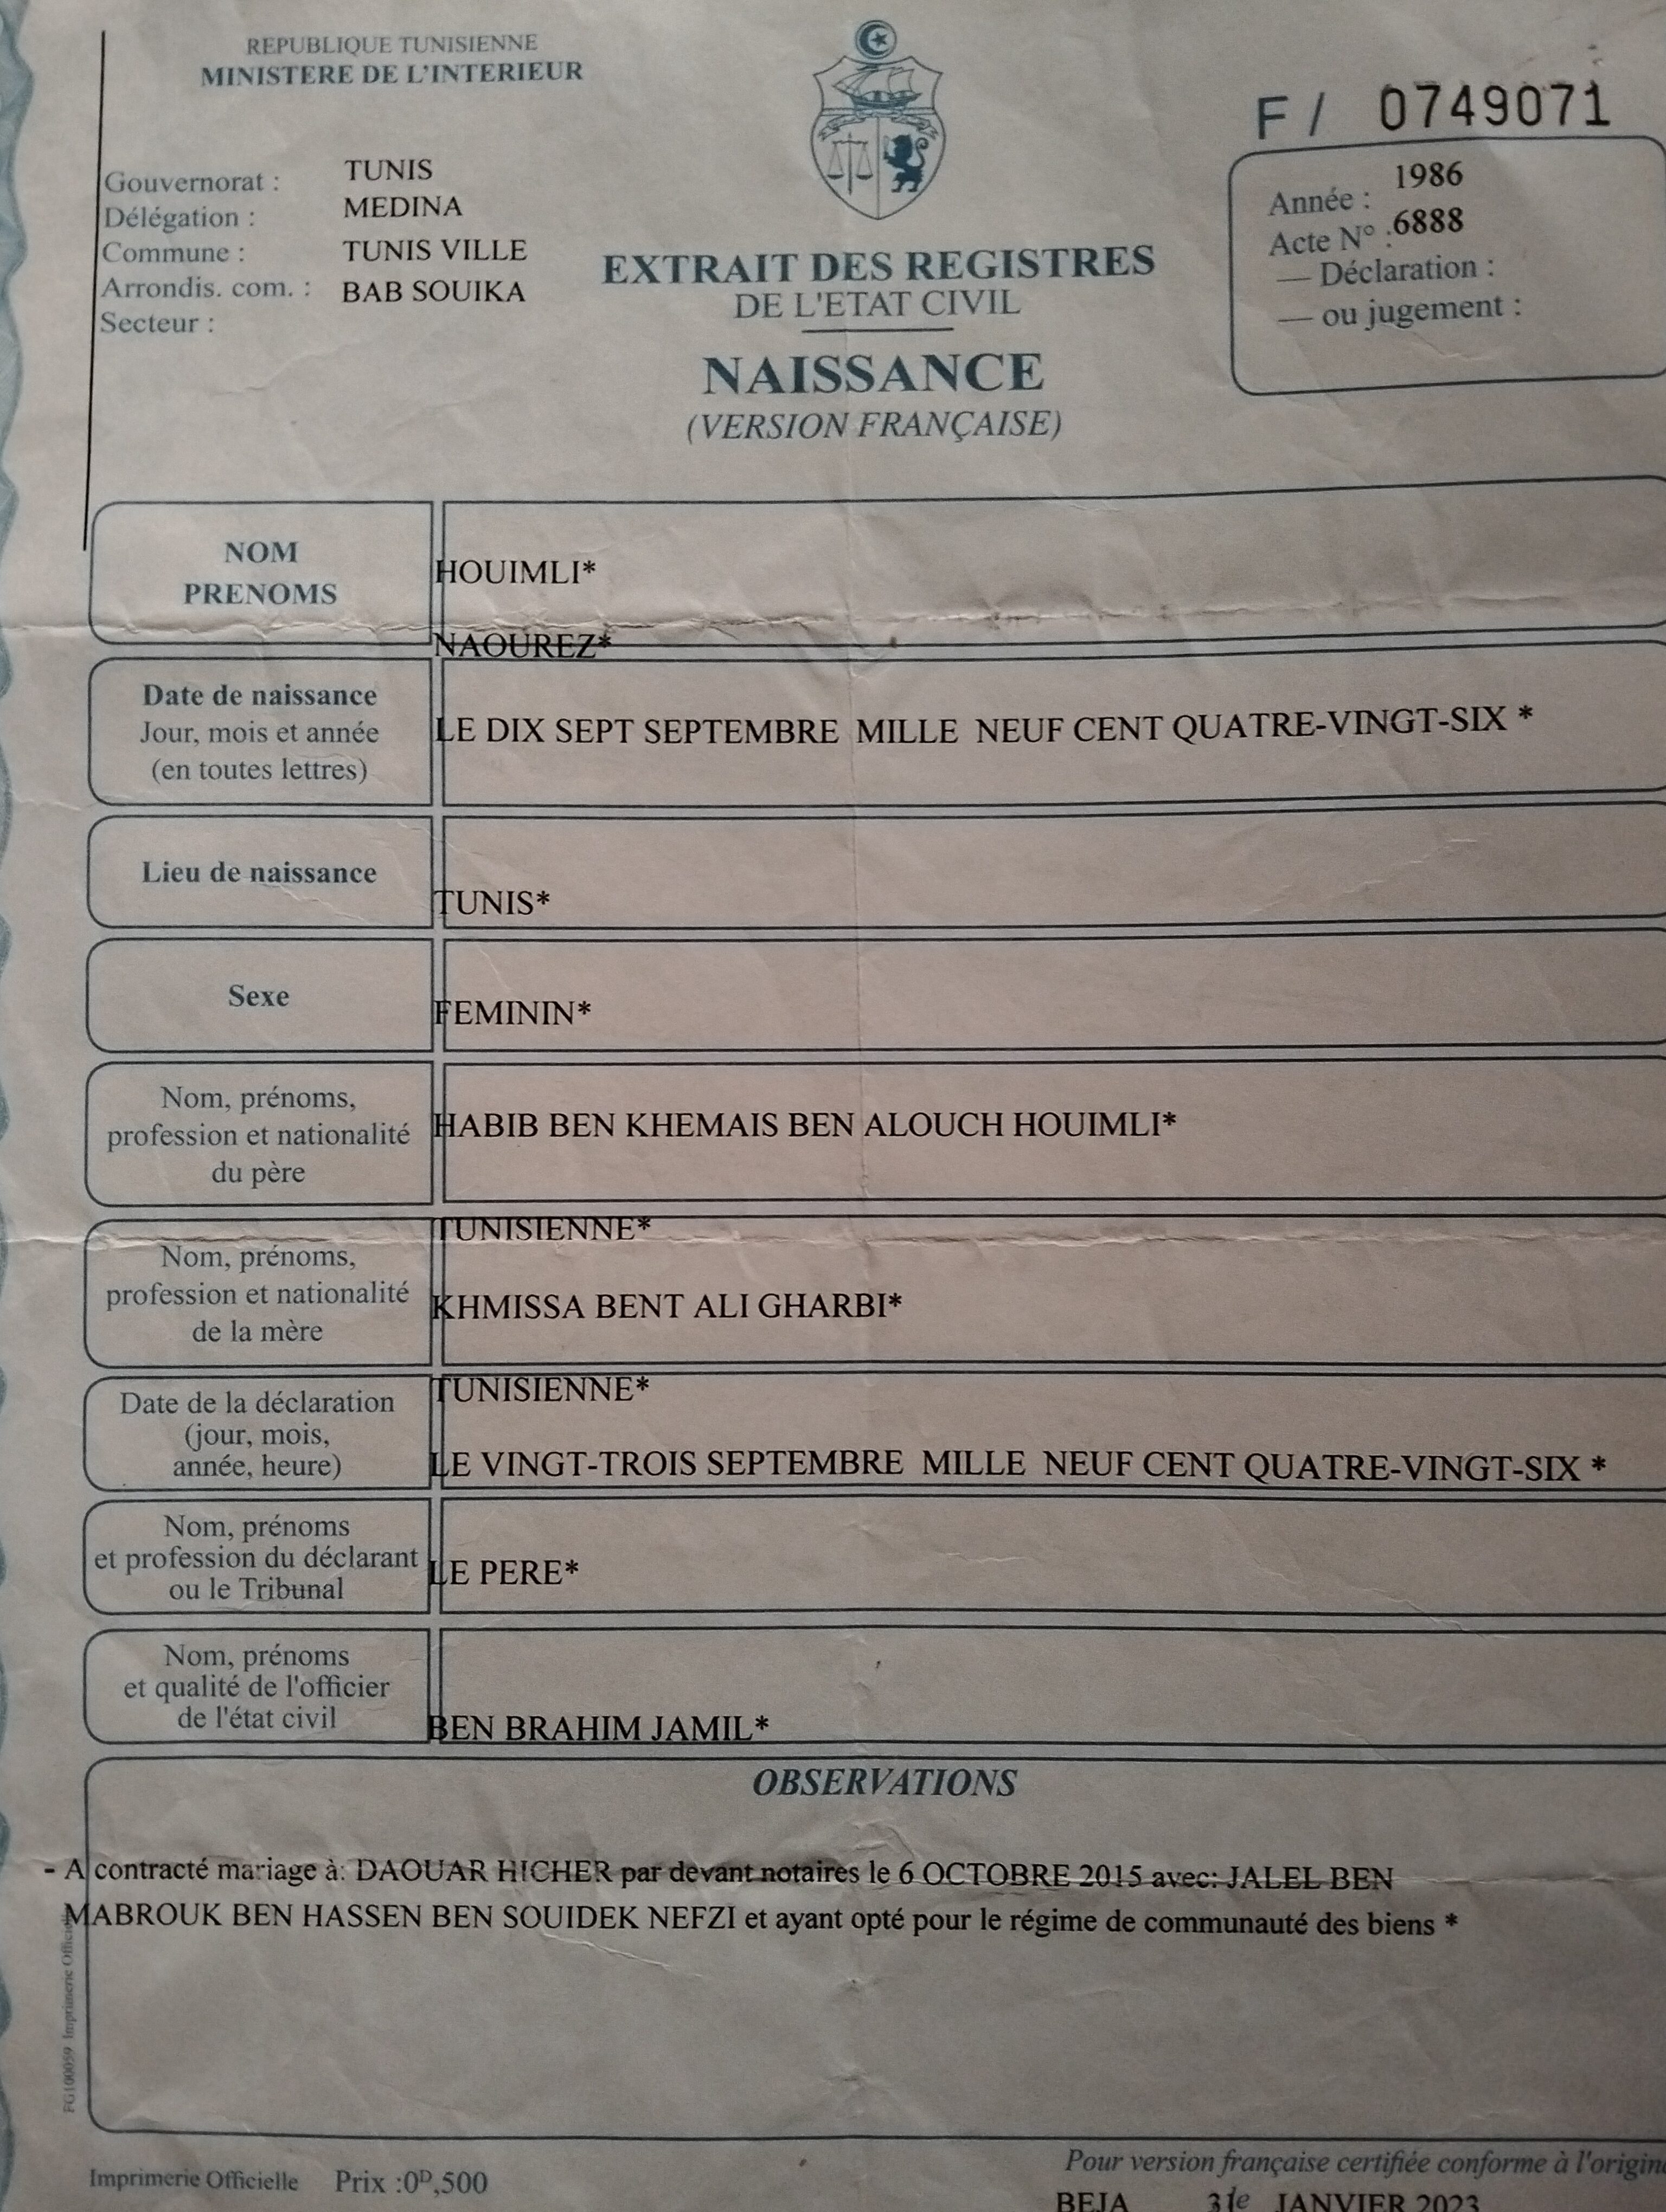 REPUBLIQUE TUNISIENNE
MINISTERE DE L'INTERIEUR
F / 0749071
Gouvernorat : TUNIS
Délégation : MEDINA
Commune : TUNIS VILLE
Arrondis. com. : BAB SOUIKA
Secteur :
Année : 1986
Acte N° : 6888
— Déclaration :
— ou jugement :
EXTRAIT DES REGISTRES
DE L'ETAT CIVIL
NAISSANCE
(VERSION FRANÇAISE)
NOM
PRENOMS
HOUIMLI*
NAOUREZ*
Date de naissance
Jour, mois et année
(en toutes lettres)
LE DIX SEPT SEPTEMBRE MILLE NEUF CENT QUATRE-VINGT-SIX *
Lieu de naissance
TUNIS*
Sexe
FEMININ*
Nom, prénoms,
profession et nationalité
du père
HABIB BEN KHEMAIS BEN ALOUCH HOUIMLI*
TUNISIENNE*
Nom, prénoms,
profession et nationalité
de la mère
KHMISSA BENT ALI GHARBI*
TUNISIENNE*
Date de la déclaration
(jour, mois,
année, heure)
LE VINGT-TROIS SEPTEMBRE MILLE NEUF CENT QUATRE-VINGT-SIX *
Nom, prénoms
et profession du déclarant
ou le Tribunal
LE PERE*
Nom, prénoms
et qualité de l'officier
de l'état civil
BEN BRAHIM JAMIL*
OBSERVATIONS
- A contracté mariage à: DAOUAR HICHER par devant notaires le 6 OCTOBRE 2015 avec: JALEL BEN
MABROUK BEN HASSEN BEN SOUIDEK NEFZI et ayant opté pour le régime de communauté des biens *
FG100059 Imprimerie
Imprimerie Officielle Prix :0ᴰ,500
Pour version française certifiée conforme à
BEJA 31e JANVIER 2023